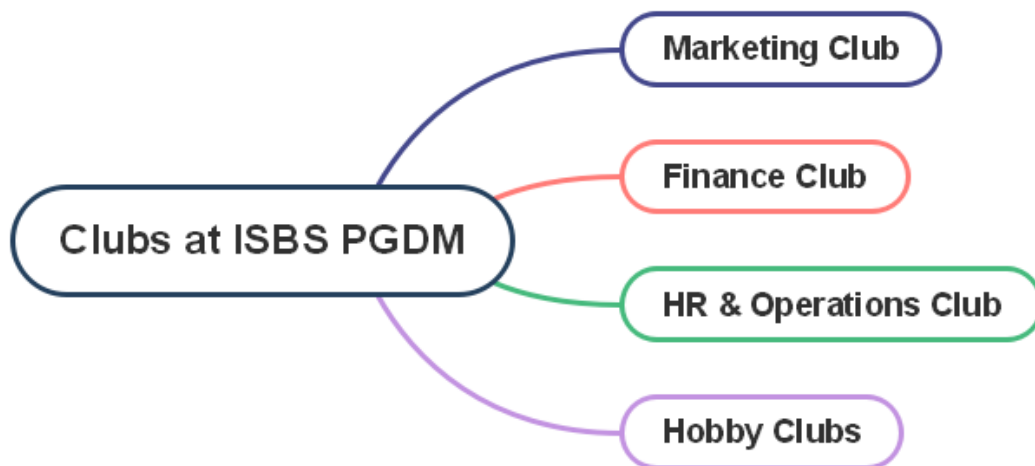 Marketing Club
Finance Club
Clubs at ISBS PGDM
HR & Operations Club
Hobby Clubs